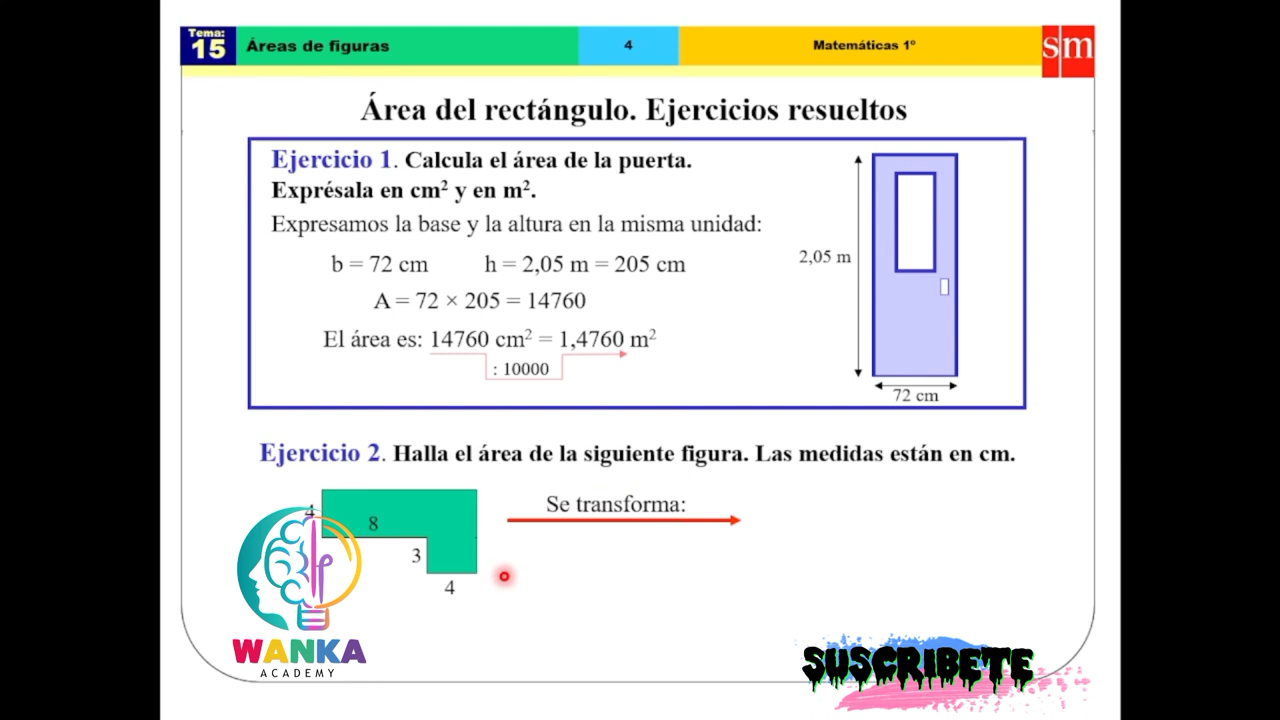 Tema:
15
Áreas de figuras
4
Matemáticas 1º
sm
Área del rectángulo. Ejercicios resueltos
Ejercicio 1. Calcula el área de la puerta.
Exprésala en cm² y en m².
Expresamos la base y la altura en la misma unidad:
b = 72 cm h = 2,05 m = 205 cm
A = 72 × 205 = 14760
El área es: 14760 cm² = 1,4760 m²
: 10000
2,05 m
72 cm
Ejercicio 2. Halla el área de la siguiente figura. Las medidas están en cm.
4
8
3
4
Se transforma:
WANKA
ACADEMY
SUSCRIBETE